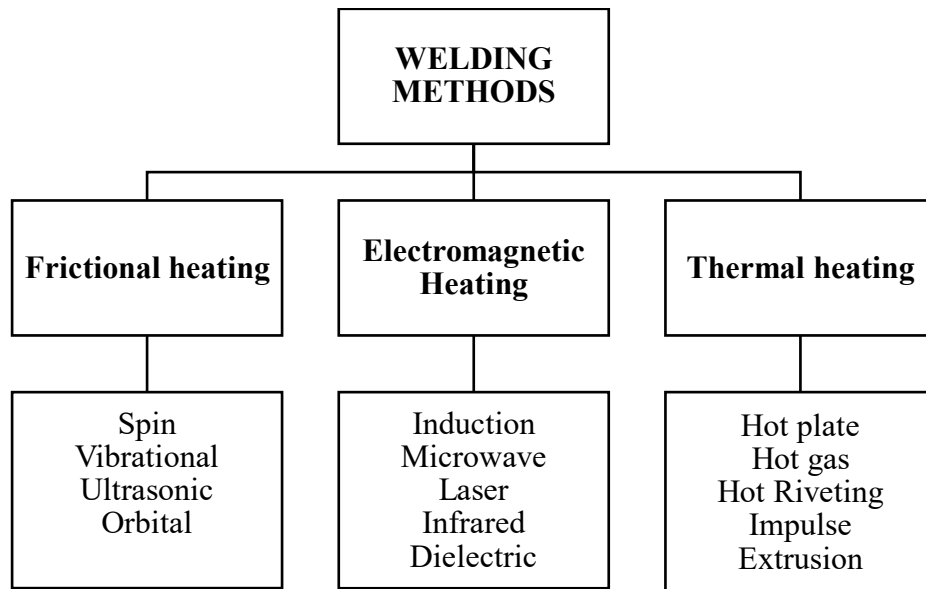 WELDING
METHODS
Frictional heating
Electromagnetic
Heating
Thermal heating
Spin
Vibrational
Ultrasonic
Orbital
Induction
Microwave
Laser
Infrared
Dielectric
Hot plate
Hot gas
Hot Riveting
Impulse
Extrusion